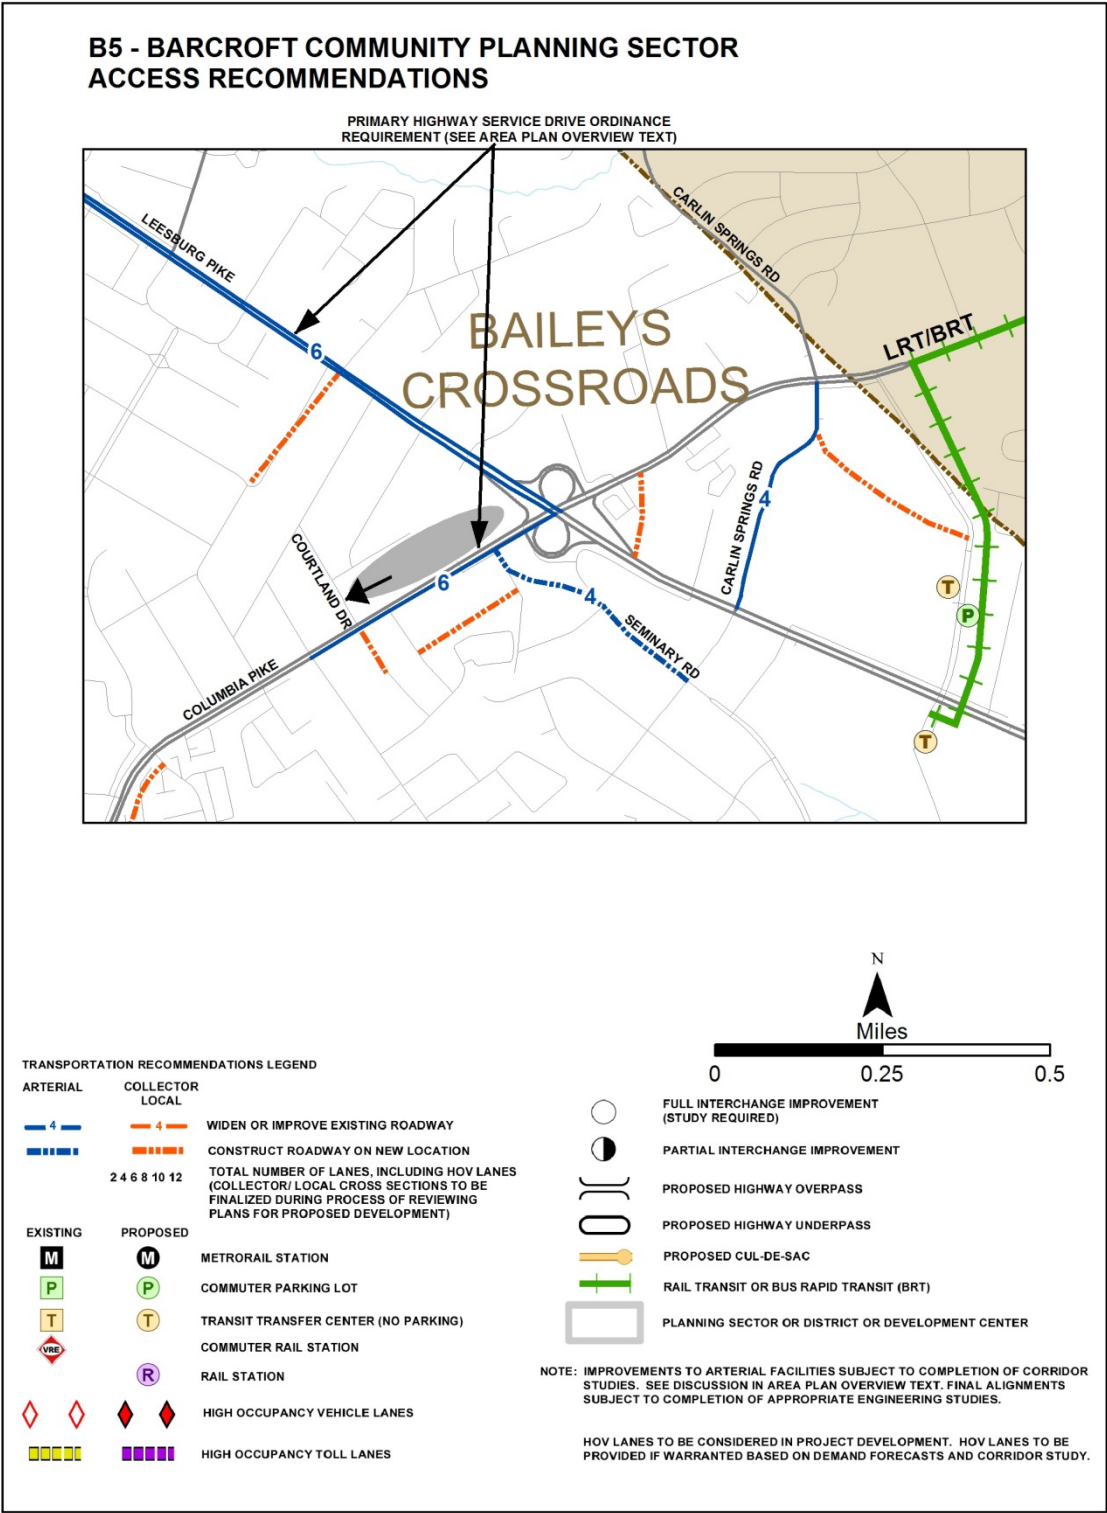 B5 - BARCROFT COMMUNITY PLANNING SECTOR
ACCESS RECOMMENDATIONS
PRIMARY HIGHWAY SERVICE DRIVE ORDINANCE
REQUIREMENT (SEE AREA PLAN OVERVIEW TEXT)
LEESBURG PIKE
CARLIN SPRINGS RD
BAILEYS
CROSSROADS
LRT/BRT
6
CARLIN SPRINGS RD
4
COURTLAND DR
6
4
SEMINARY RD
COLUMBIA PIKE
T
P
T
N
Miles
0 0.25 0.5
TRANSPORTATION RECOMMENDATIONS LEGEND
ARTERIAL
COLLECTOR
LOCAL
4 4 WIDEN OR IMPROVE EXISTING ROADWAY
CONSTRUCT ROADWAY ON NEW LOCATION
2 4 6 8 10 12 TOTAL NUMBER OF LANES, INCLUDING HOV LANES
(COLLECTOR/ LOCAL CROSS SECTIONS TO BE
FINALIZED DURING PROCESS OF REVIEWING
PLANS FOR PROPOSED DEVELOPMENT)
EXISTING PROPOSED
M M METRORAIL STATION
P P COMMUTER PARKING LOT
T T TRANSIT TRANSFER CENTER (NO PARKING)
VRE COMMUTER RAIL STATION
R RAIL STATION
HIGH OCCUPANCY VEHICLE LANES
HIGH OCCUPANCY TOLL LANES
FULL INTERCHANGE IMPROVEMENT
(STUDY REQUIRED)
PARTIAL INTERCHANGE IMPROVEMENT
PROPOSED HIGHWAY OVERPASS
PROPOSED HIGHWAY UNDERPASS
PROPOSED CUL-DE-SAC
RAIL TRANSIT OR BUS RAPID TRANSIT (BRT)
PLANNING SECTOR OR DISTRICT OR DEVELOPMENT CENTER
NOTE: IMPROVEMENTS TO ARTERIAL FACILITIES SUBJECT TO COMPLETION OF CORRIDOR
STUDIES. SEE DISCUSSION IN AREA PLAN OVERVIEW TEXT. FINAL ALIGNMENTS
SUBJECT TO COMPLETION OF APPROPRIATE ENGINEERING STUDIES.
HOV LANES TO BE CONSIDERED IN PROJECT DEVELOPMENT. HOV LANES TO BE
PROVIDED IF WARRANTED BASED ON DEMAND FORECASTS AND CORRIDOR STUDY.